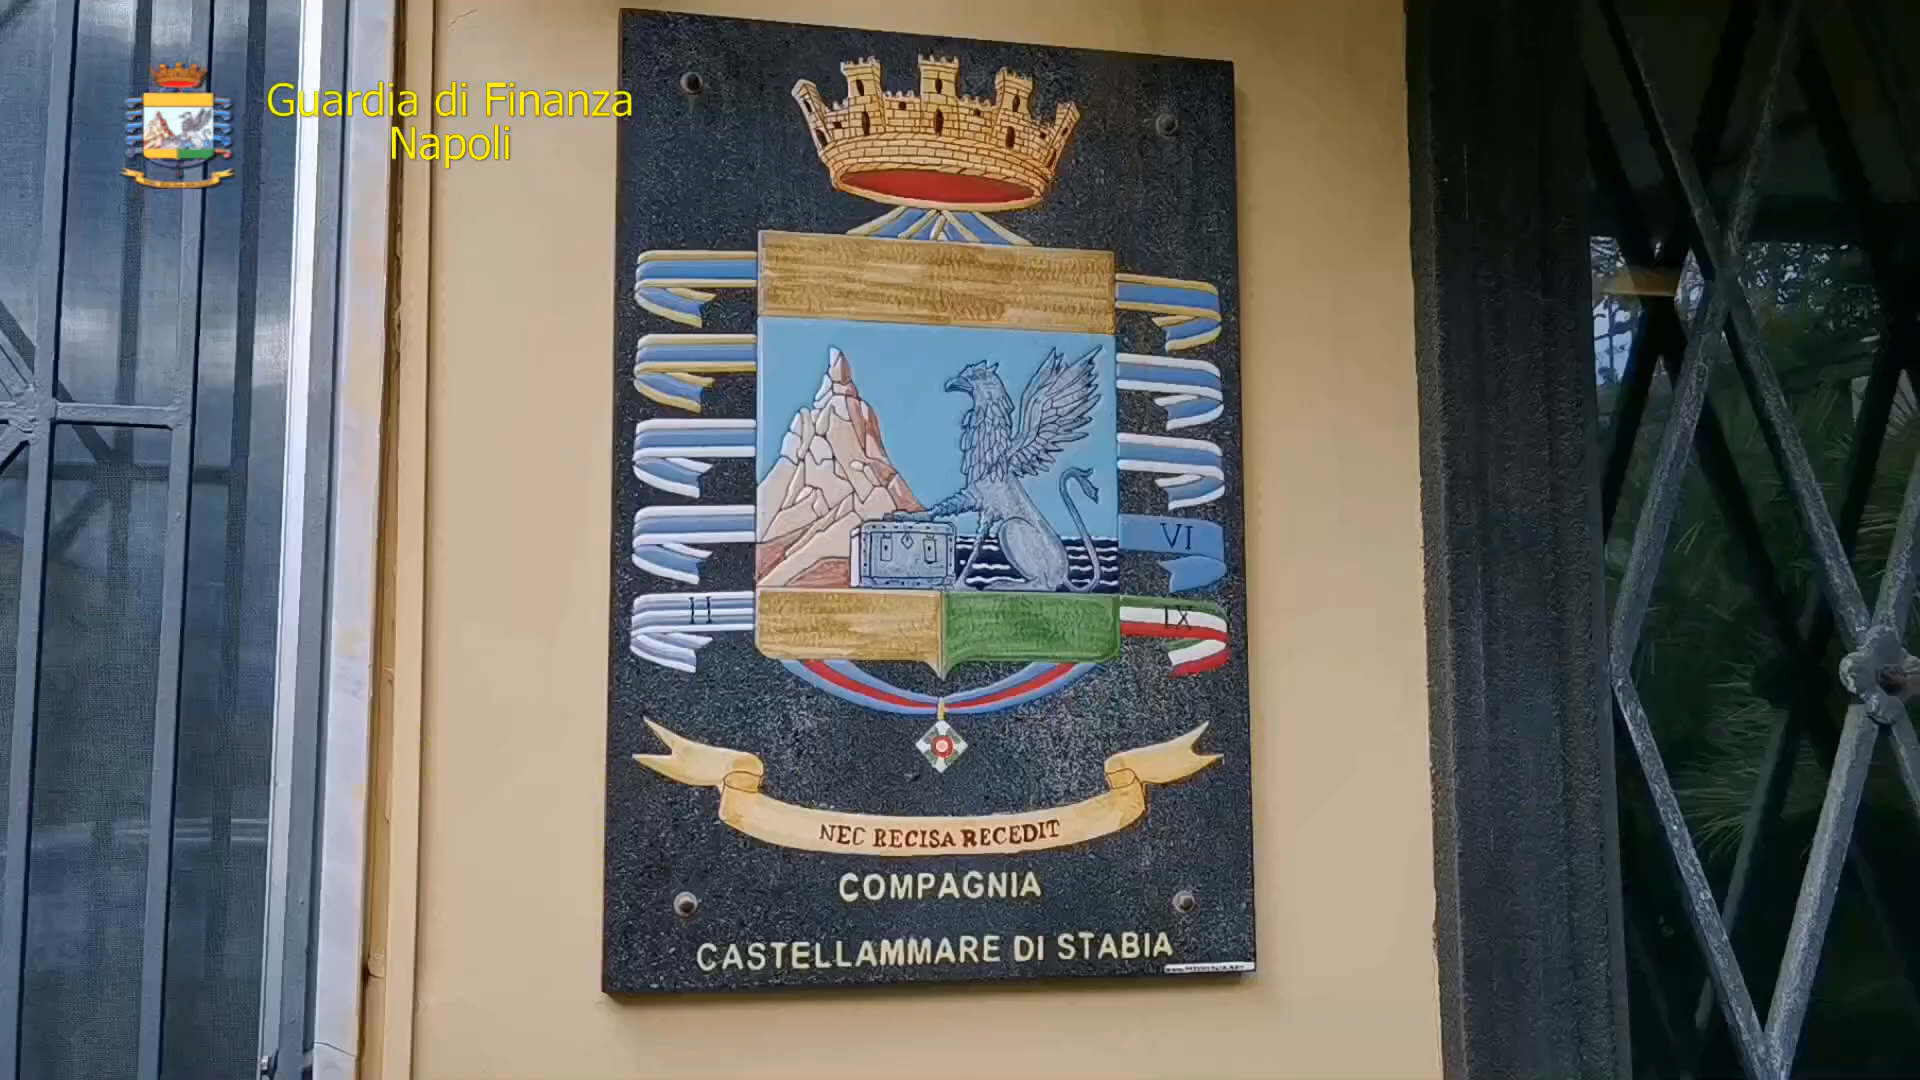 Guardia di Finanza
Napoli
VI
II
IX
NEC RECISA RECEDIT
COMPAGNIA
CASTELLAMMARE DI STABIA